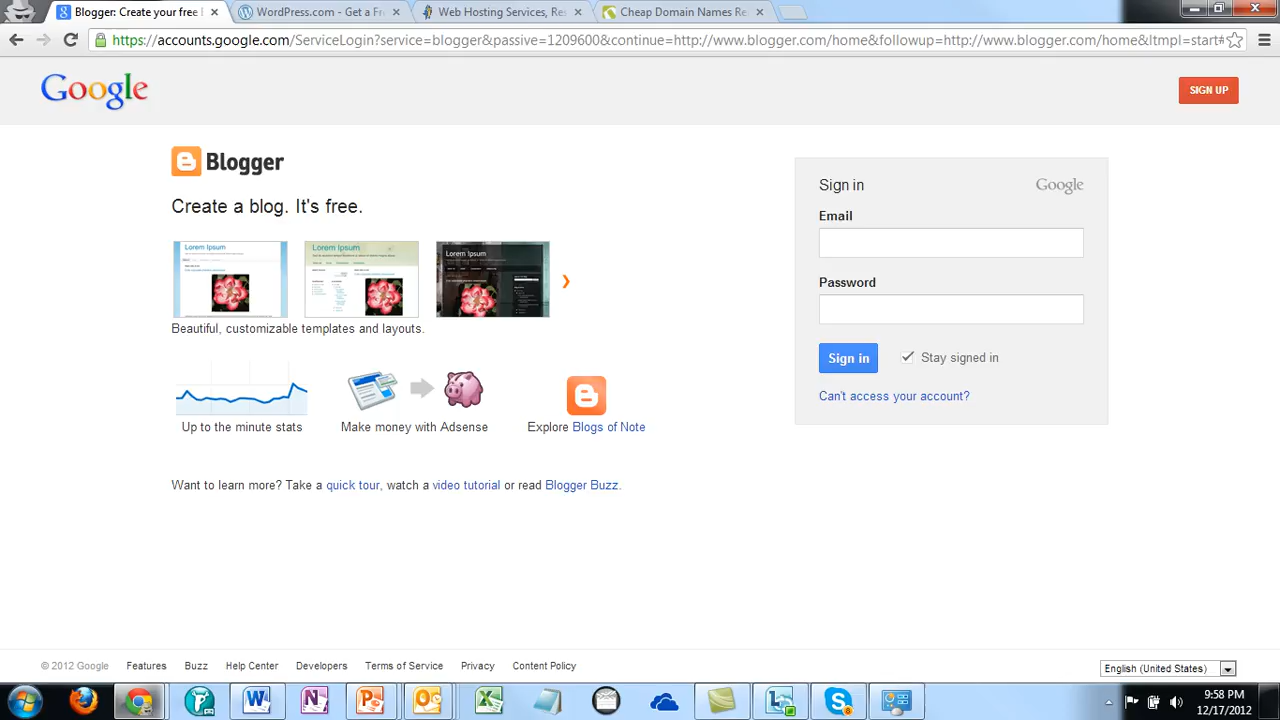 Blogger: Create your free
WordPress.com - Get a Fr
Web Hosting Services, Re
Cheap Domain Names Re
https://accounts.google.com/ServiceLogin?service=blogger&passive=1209600&continue=http://www.blogger.com/home&followup=http://www.blogger.com/home&ltmpl=start#
Google
SIGN UP
Blogger
Create a blog. It's free.
Lorem Ipsum
Lorem Ipsum
Lorem Ipsum
Beautiful, customizable templates and layouts.
Up to the minute stats
Make money with Adsense
Explore Blogs of Note
Want to learn more? Take a quick tour, watch a video tutorial or read Blogger Buzz.
Sign in
Google
Email
Password
Sign in
Stay signed in
Can't access your account?
© 2012 Google
Features
Buzz
Help Center
Developers
Terms of Service
Privacy
Content Policy
English (United States)
9:58 PM
12/17/2012